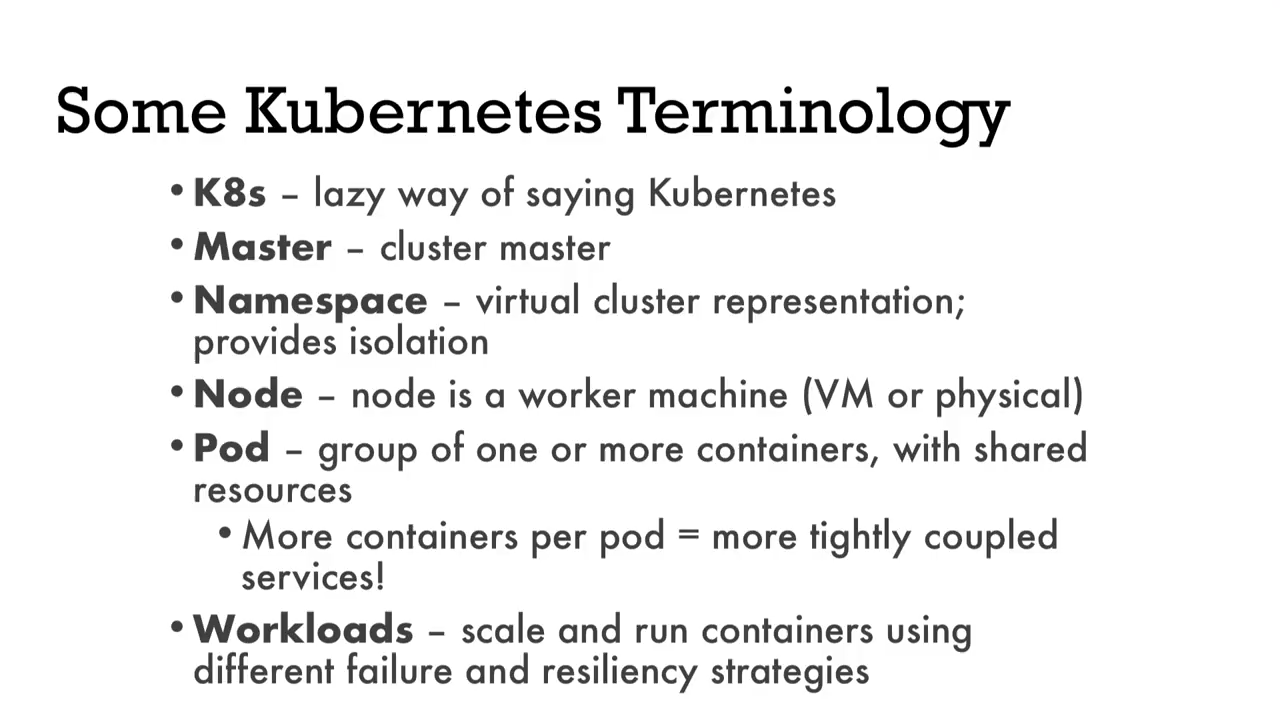 Some Kubernetes Terminology
• K8s – lazy way of saying Kubernetes
• Master – cluster master
• Namespace – virtual cluster representation;
provides isolation
• Node – node is a worker machine (VM or physical)
• Pod – group of one or more containers, with shared
resources
• More containers per pod = more tightly coupled
services!
• Workloads – scale and run containers using
different failure and resiliency strategies